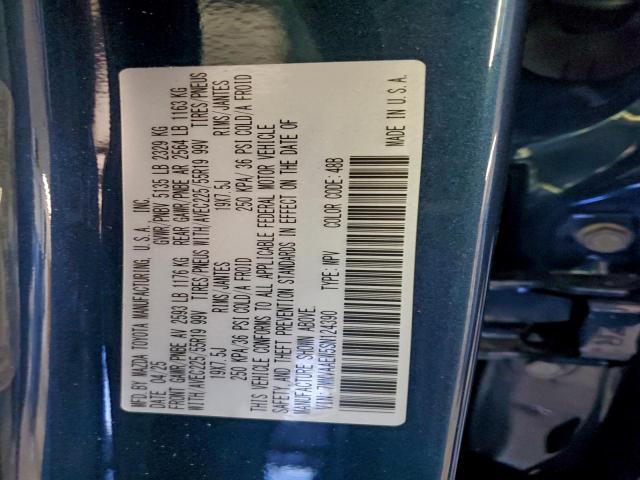 MFD BY MAZDA TOYOTA MANUFACTURING, U.S.A., INC.
DATE 04/25 GVWR/PNBV 5135 LB 2329 KG
FRONT GAWR/PNBE AV 2593 LB 1176 KG REAR GAWR/PNBE AR 2564 LB 1163 KG
WITH/AVEC225/55R19 99V TIRES/PNEUS WITH/AVEC225/55R19 99V TIRES/PNEUS
19X7.5J RIMS/JANTES 19X7.5J RIMS/JANTES
250 KPA/36 PSI COLD/A FROID 250 KPA/36 PSI COLD/A FROID
THIS VEHICLE CONFORMS TO ALL APPLICABLE FEDERAL MOTOR VEHICLE
SAFETY AND THEFT PREVENTION STANDARDS IN EFFECT ON THE DATE OF
MANUFACTURE SHOWN ABOVE.
VIN: 7MMVAAEW5SN124390 TYPE: MPV COLOR CODE: 48B
MADE IN U.S.A.